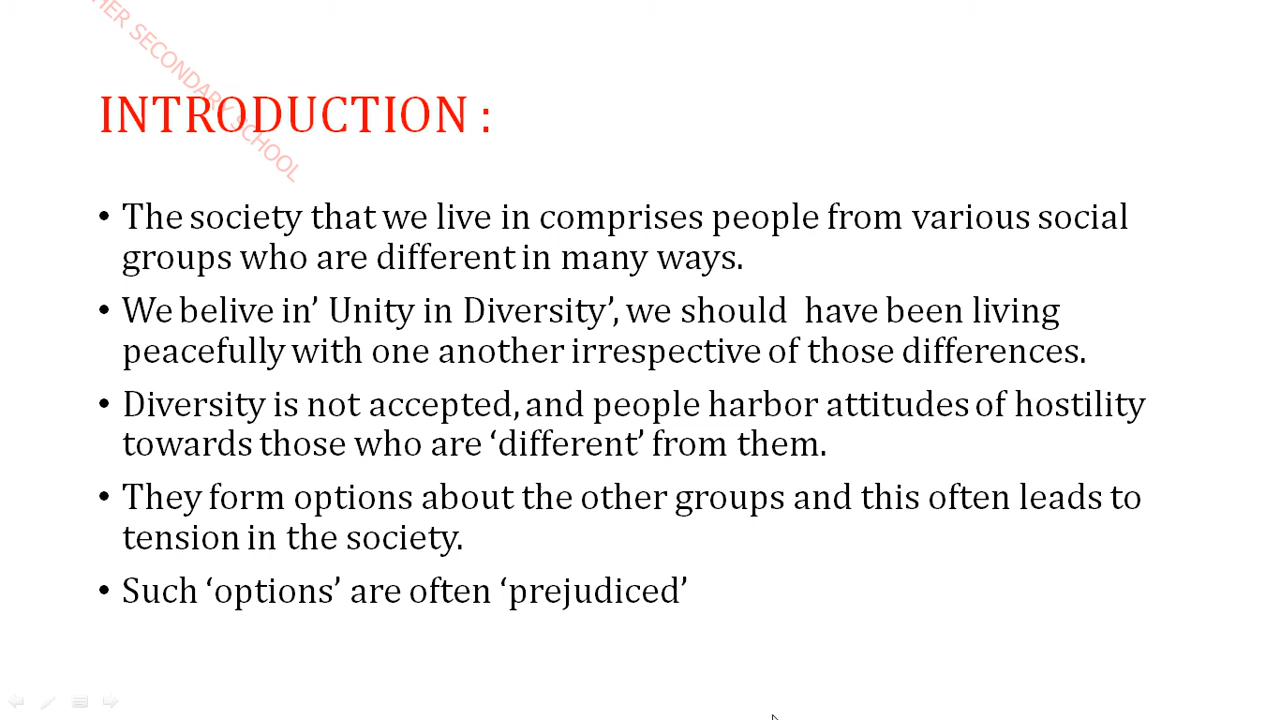 HER SECONDARY SCHOOL
INTRODUCTION :
• The society that we live in comprises people from various social
groups who are different in many ways.
• We belive in’ Unity in Diversity’, we should have been living
peacefully with one another irrespective of those differences.
• Diversity is not accepted, and people harbor attitudes of hostility
towards those who are ‘different’ from them.
• They form options about the other groups and this often leads to
tension in the society.
• Such ‘options’ are often ‘prejudiced’